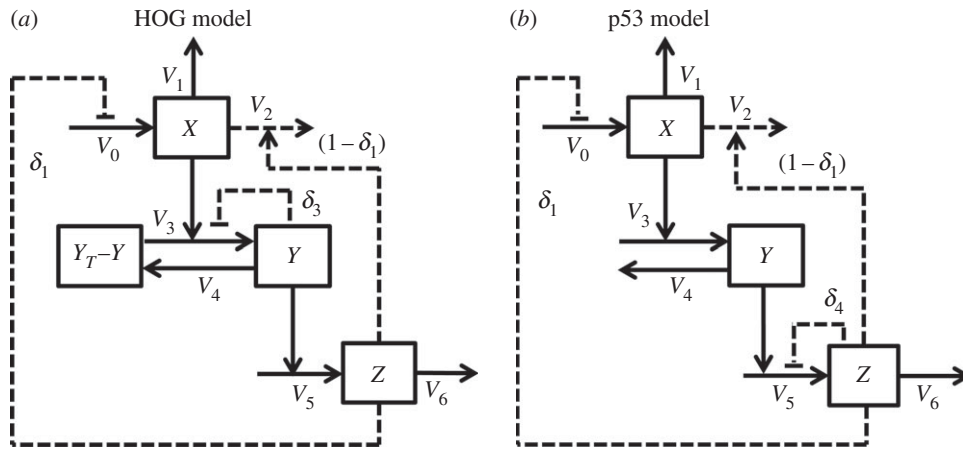 (a) HOG model
V₁
X
V₂
V₀
(1–δ₁)
δ₁
V₃
δ₃
Y_T–Y
Y
V₄
Z
V₅
V₆
(b) p53 model
V₁
X
V₂
V₀
(1–δ₁)
δ₁
V₃
Y
V₄
δ₄
Z
V₅
V₆